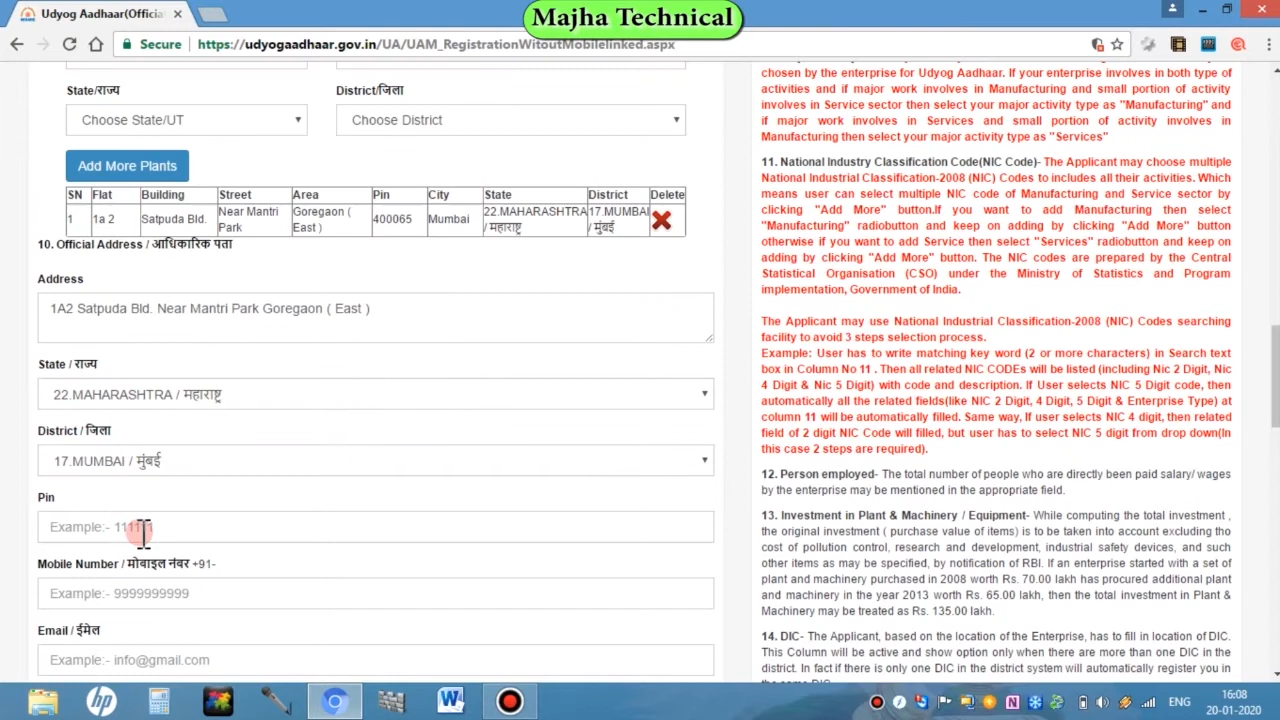 Udyog Aadhaar(Official
Majha Technical
Secure
https://udyogaadhaar.gov.in/UA/UAM_RegistrationWitoutMobilelinked.aspx
State/राज्य
District/जिला
Choose State/UT
Choose District
Add More Plants
SN Flat Building Street Area Pin City State District Delete
1 1a 2 Satpuda Bld. Near Mantri Park Goregaon ( East ) 400065 Mumbai 22.MAHARASHTRA / महाराष्ट्र 17.MUMBAI / मुंबई
10. Official Address / आधिकारिक पता
Address
1A2 Satpuda Bld. Near Mantri Park Goregaon ( East )
State / राज्य
22.MAHARASHTRA / महाराष्ट्र
District / जिला
17.MUMBAI / मुंबई
Pin
Example:- 111111
Mobile Number / मोबाइल नंबर +91-
Example:- 9999999999
Email / ईमेल
Example:- info@gmail.com
chosen by the enterprise for Udyog Aadhaar. If your enterprise involves in both type of
activities and if major work involves in Manufacturing and small portion of activity
involves in Service sector then select your major activity type as "Manufacturing" and
if major work involves in Services and small portion of activity involves in
Manufacturing then select your major activity type as "Services"
11. National Industry Classification Code(NIC Code)- The Applicant may choose multiple
National Industrial Classification-2008 (NIC) Codes to includes all their activities. Which
means user can select multiple NIC code of Manufacturing and Service sector by
clicking "Add More" button.If you want to add Manufacturing then select
"Manufacturing" radiobutton and keep on adding by clicking "Add More" button
otherwise if you want to add Service then select "Services" radiobutton and keep on
adding by clicking "Add More" button. The NIC codes are prepared by the Central
Statistical Organisation (CSO) under the Ministry of Statistics and Program
implementation, Government of India.
The Applicant may use National Industrial Classification-2008 (NIC) Codes searching
facility to avoid 3 steps selection process.
Example: User has to write matching key word (2 or more characters) in Search text
box in Column No 11 . Then all related NIC CODEs will be listed (including Nic 2 Digit, Nic
4 Digit & Nic 5 Digit) with code and description. If User selects NIC 5 Digit code, then
automatically all the related fields(like NIC 2 Digit, 4 Digit, 5 Digit & Enterprise Type) at
column 11 will be automatically filled. Same way, If user selects NIC 4 digit, then related
field of 2 digit NIC Code will filled, but user has to select NIC 5 digit from drop down(In
this case 2 steps are required).
12. Person employed- The total number of people who are directly been paid salary/ wages
by the enterprise may be mentioned in the appropriate field.
13. Investment in Plant & Machinery / Equipment- While computing the total investment ,
the original investment ( purchase value of items) is to be taken into account excluding tho
cost of pollution control, research and development, industrial safety devices, and such
other items as may be specified, by notification of RBI. If an enterprise started with a set of
plant and machinery purchased in 2008 worth Rs. 70.00 lakh has procured additional plant
and machinery in the year 2013 worth Rs. 65.00 lakh, then the total investment in Plant &
Machinery may be treated as Rs. 135.00 lakh.
14. DIC- The Applicant, based on the location of the Enterprise, has to fill in location of DIC.
This Column will be active and show option only when there are more than one DIC in the
district. In fact if there is only one DIC in the district system will automatically register you in
the same DIC.
ENG
16:08
20-01-2020